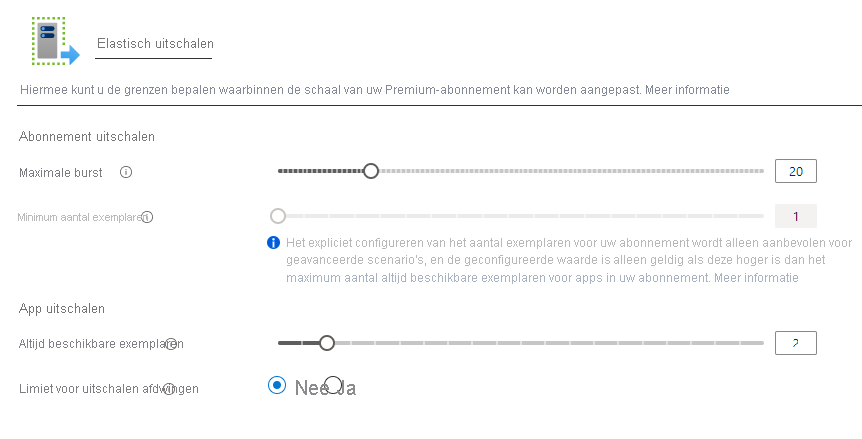 Elastisch uitschalen
Hiermee kunt u de grenzen bepalen waarbinnen de schaal van uw Premium-abonnement kan worden aangepast. Meer informatie
Abonnement uitschalen
Maximale burst
20
Minimum aantal exemplaren
1
Het expliciet configureren van het aantal exemplaren voor uw abonnement wordt alleen aanbevolen voor
geavanceerde scenario's, en de geconfigureerde waarde is alleen geldig als deze hoger is dan het
maximum aantal altijd beschikbare exemplaren voor apps in uw abonnement. Meer informatie
App uitschalen
Altijd beschikbare exemplaren
2
Limiet voor uitschalen afdwingen
Nee Ja